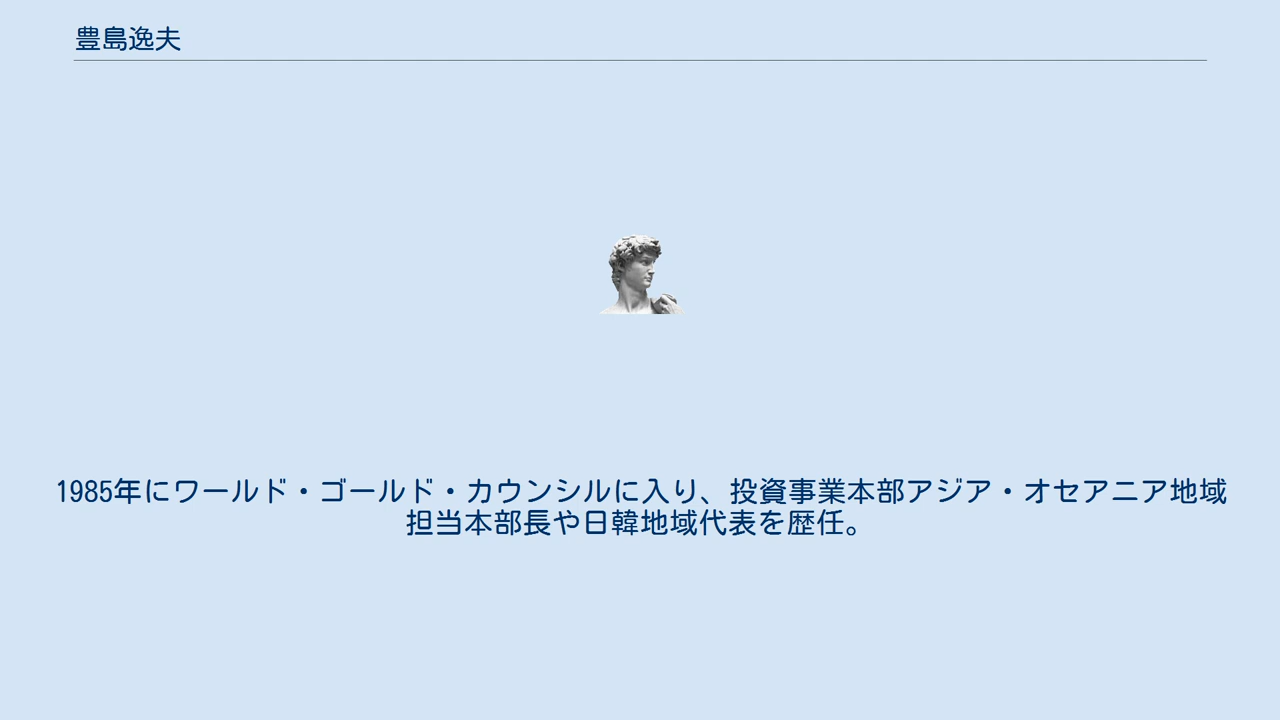 豊島逸夫
1985年にワールド・ゴールド・カウンシルに入り、投資事業本部アジア・オセアニア地域
担当本部長や日韓地域代表を歴任。